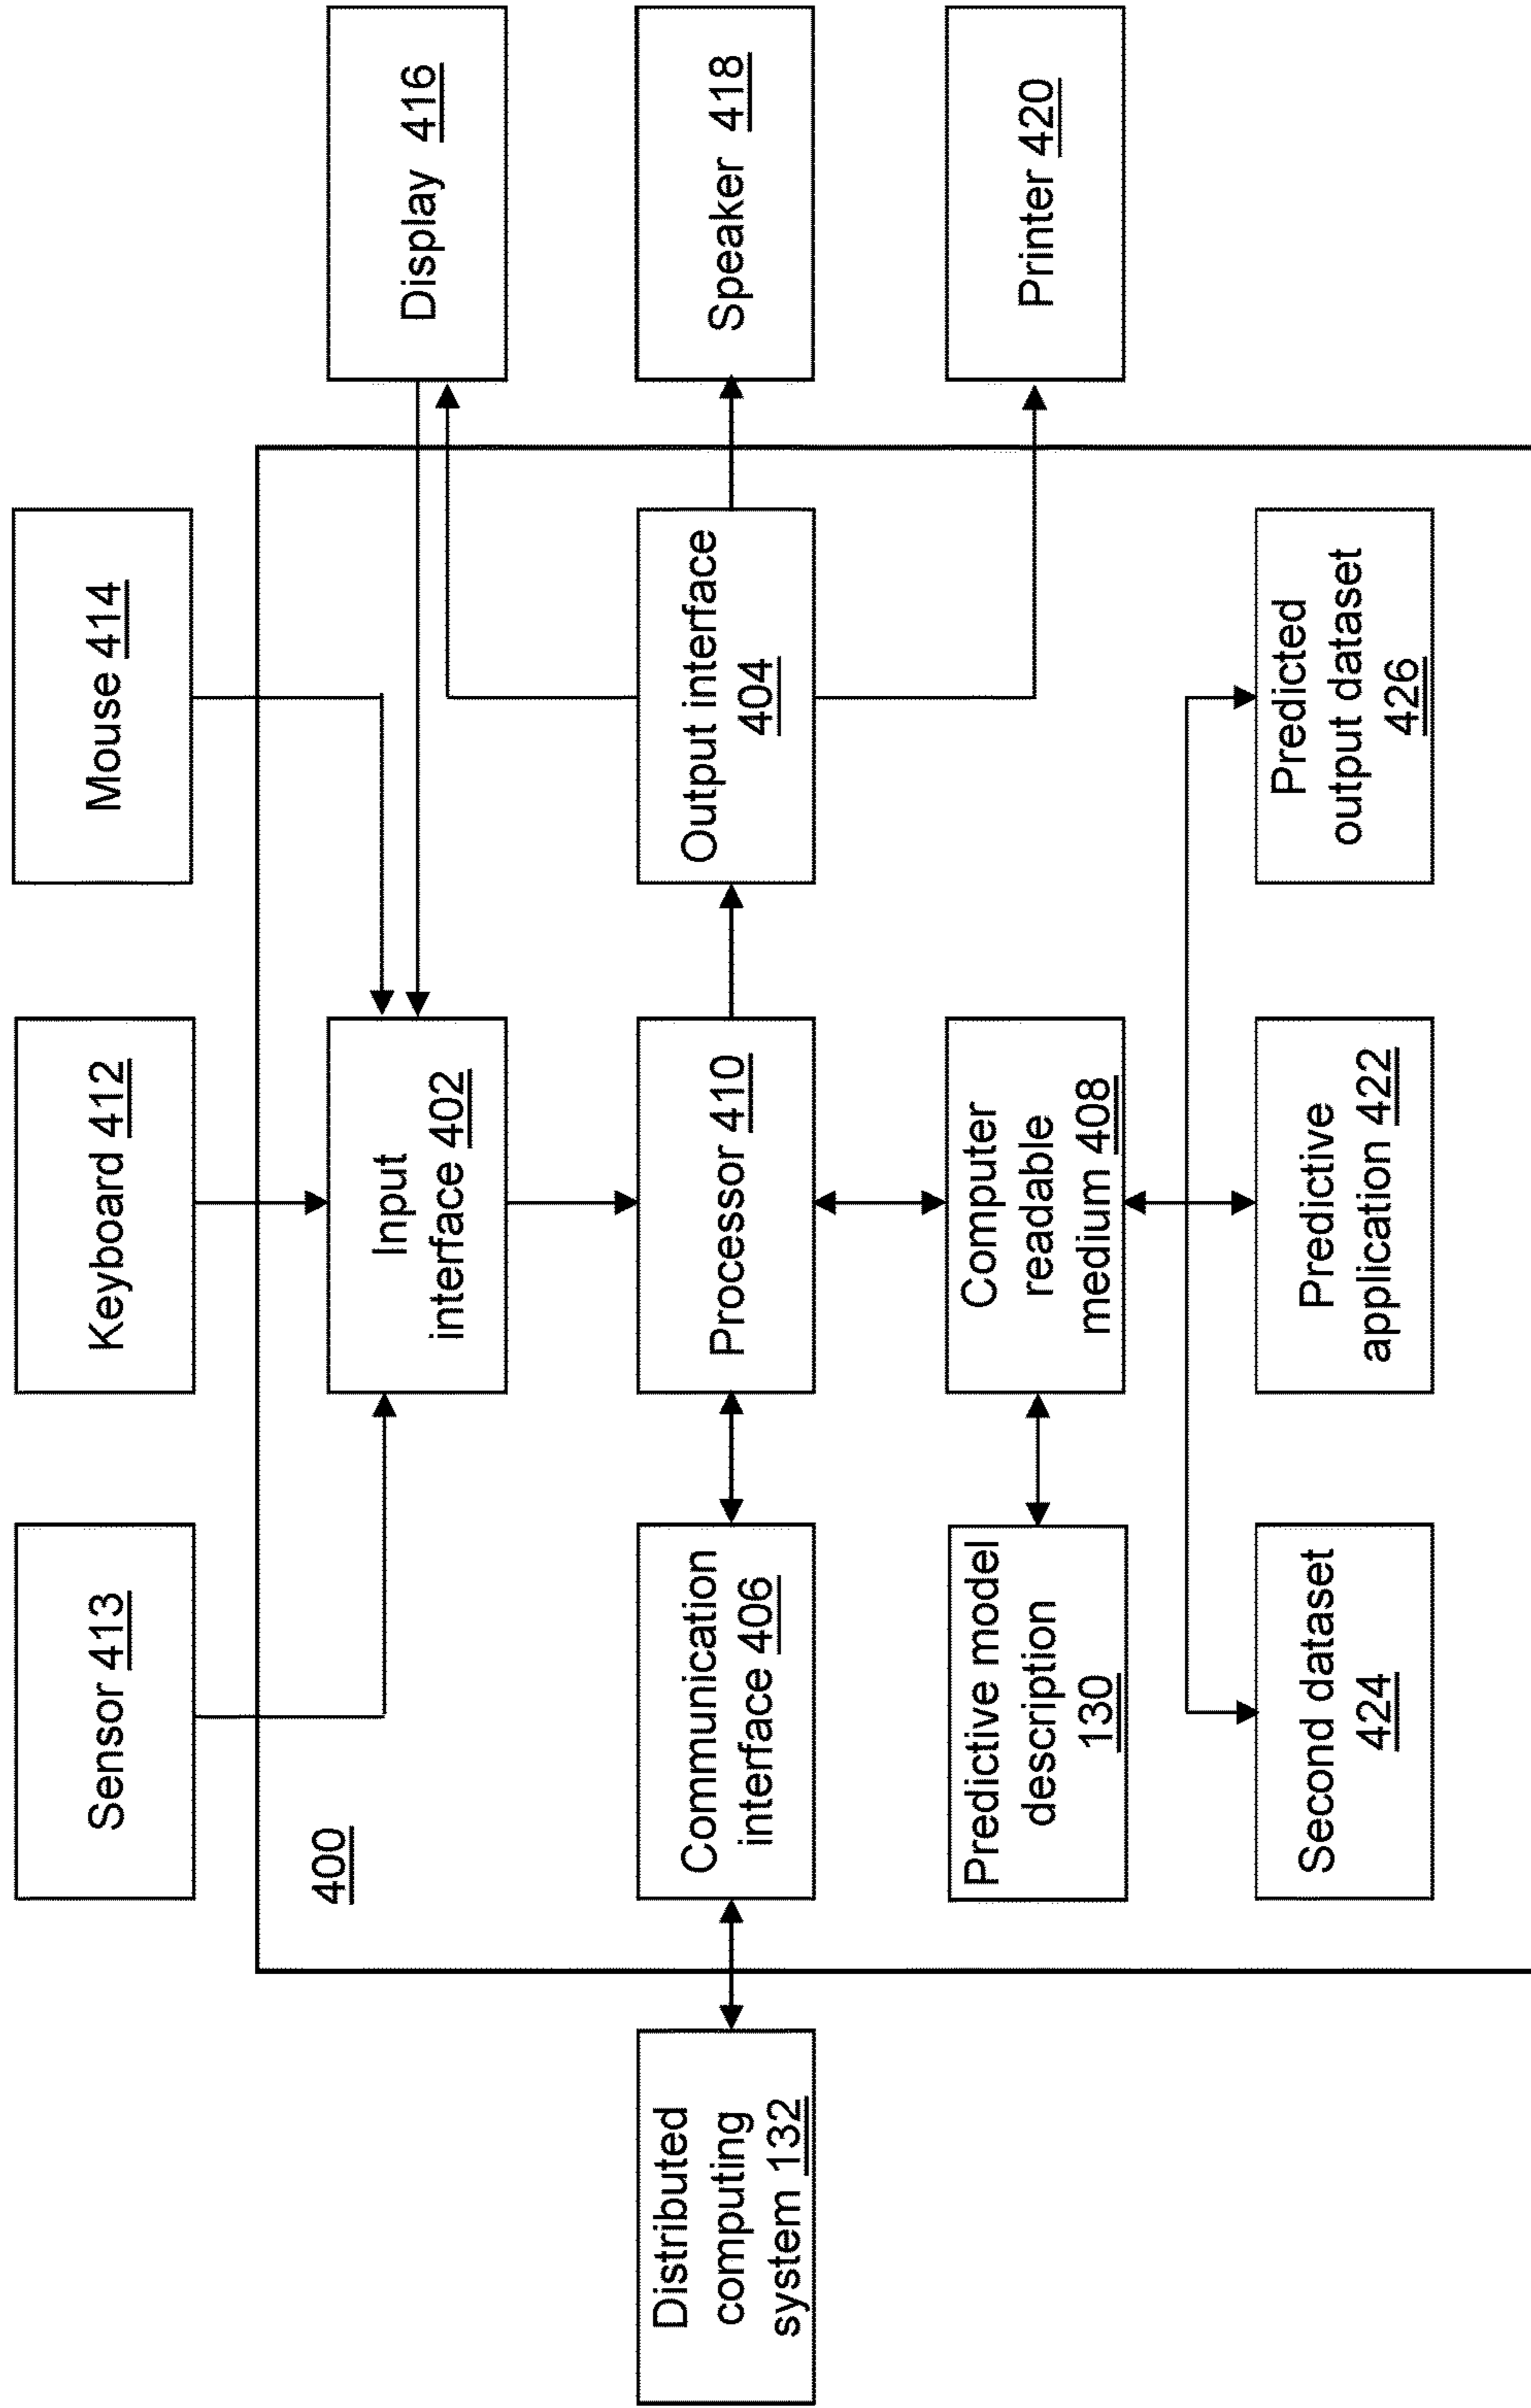 Sensor 413
Keyboard 412
Mouse 414
400
Input
interface 402
Display 416
Distributed
computing
system 132
Communication
interface 406
Processor 410
Output interface
404
Speaker 418
Predictive model
description
130
Computer
readable
medium 408
Printer 420
Second dataset
424
Predictive
application 422
Predicted
output dataset
426